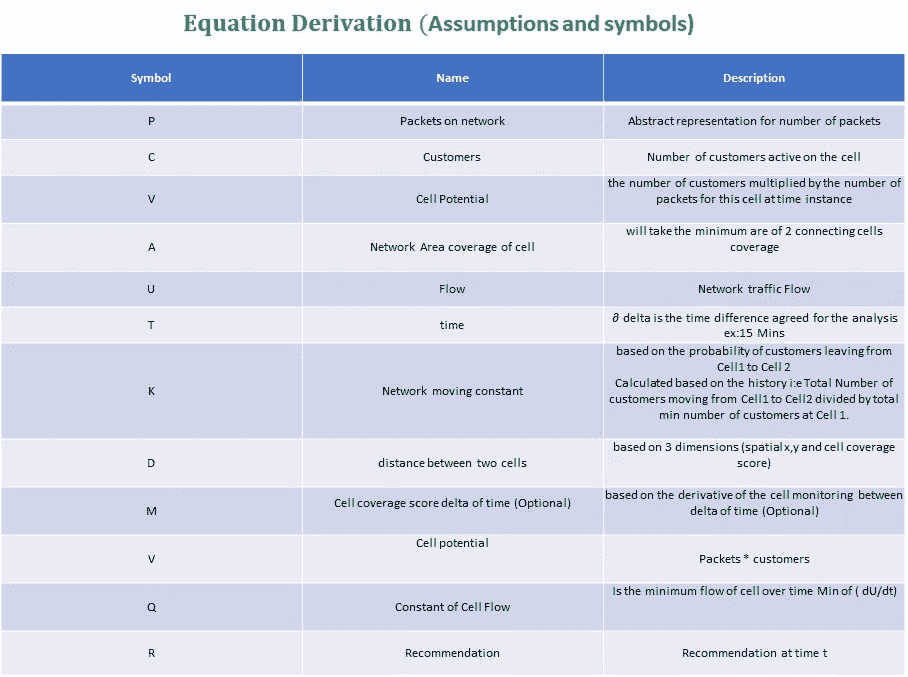 Equation Derivation (Assumptions and symbols)
Symbol Name Description
P Packets on network Abstract representation for number of packets
C Customers Number of customers active on the cell
V Cell Potential the number of customers multiplied by the number of
packets for this cell at time instance
A Network Area coverage of cell will take the minimum are of 2 connecting cells
coverage
U Flow Network traffic Flow
T time ∂ delta is the time difference agreed for the analysis
ex:15 Mins
K Network moving constant based on the probability of customers leaving from
Cell1 to Cell 2
Calculated based on the history i:e Total Number of
customers moving from Cell1 to Cell2 divided by total
min number of customers at Cell 1.
D distance between two cells based on 3 dimensions (spatial x,y and cell coverage
score)
M Cell coverage score delta of time (Optional) based on the derivative of the cell monitoring between
delta of time (Optional)
V Cell potential Packets * customers
Q Constant of Cell Flow Is the minimum flow of cell over time Min of ( dU/dt)
R Recommendation Recommendation at time t